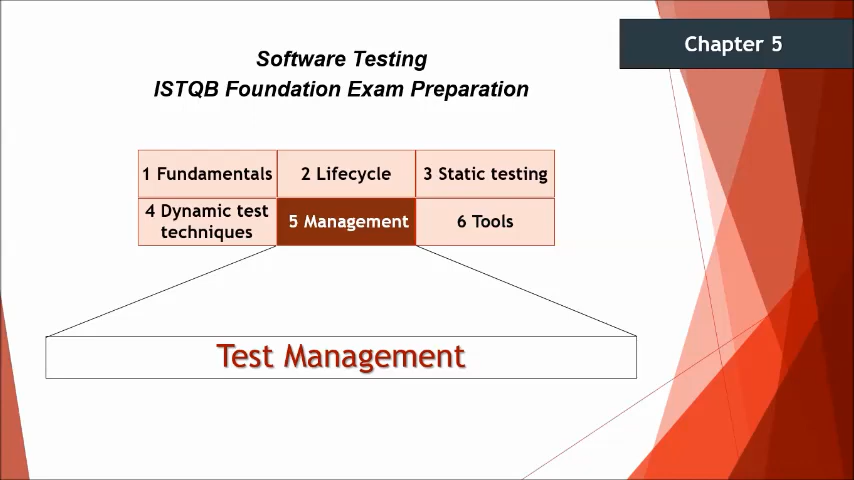 Chapter 5
Software Testing
ISTQB Foundation Exam Preparation
1 Fundamentals
2 Lifecycle
3 Static testing
4 Dynamic test
techniques
5 Management
6 Tools
Test Management